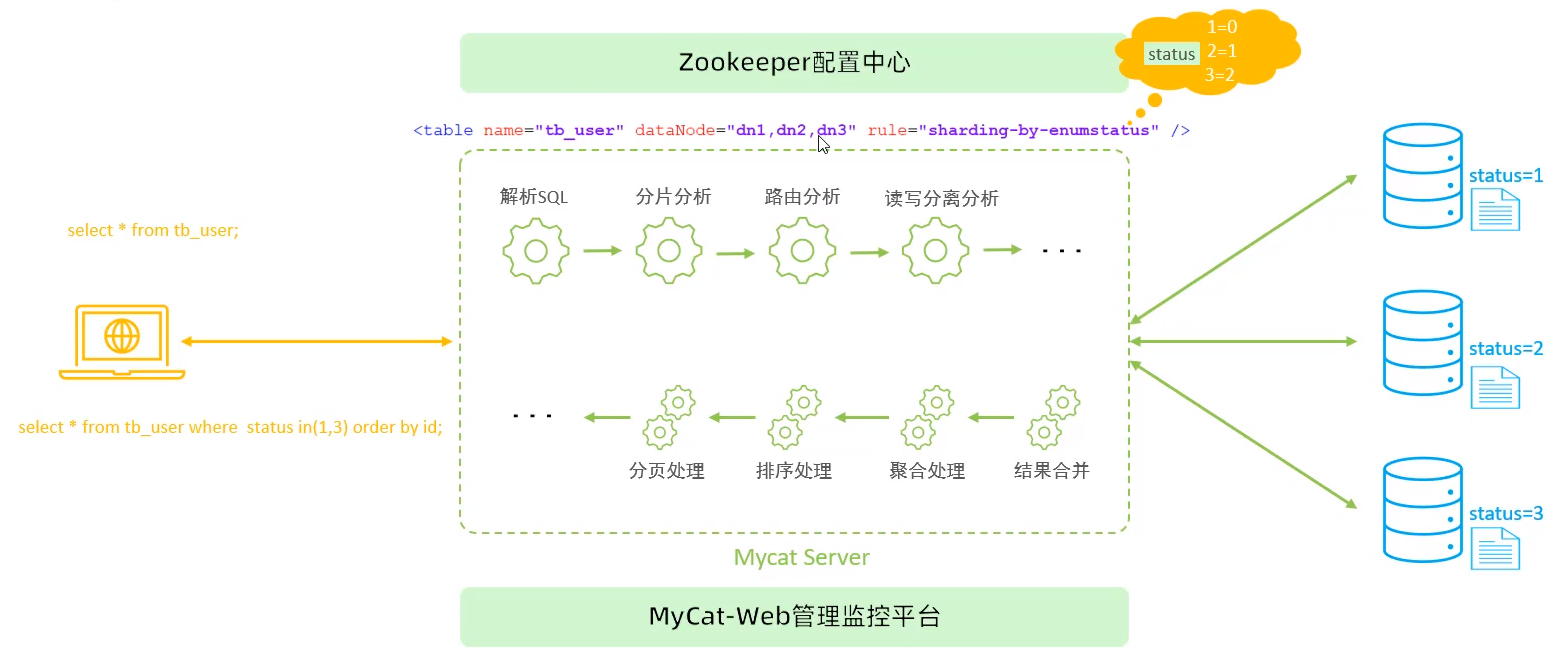 Zookeeper配置中心
status
1=0
2=1
3=2
<table name="tb_user" dataNode="dn1,dn2,dn3" rule="sharding-by-enumstatus" />
解析SQL
分片分析
路由分析
读写分离分析
. . .
select * from tb_user;
select * from tb_user where  status in(1,3) order by id;
. . .
分页处理
排序处理
聚合处理
结果合并
status=1
status=2
status=3
Mycat Server
MyCat-Web管理监控平台